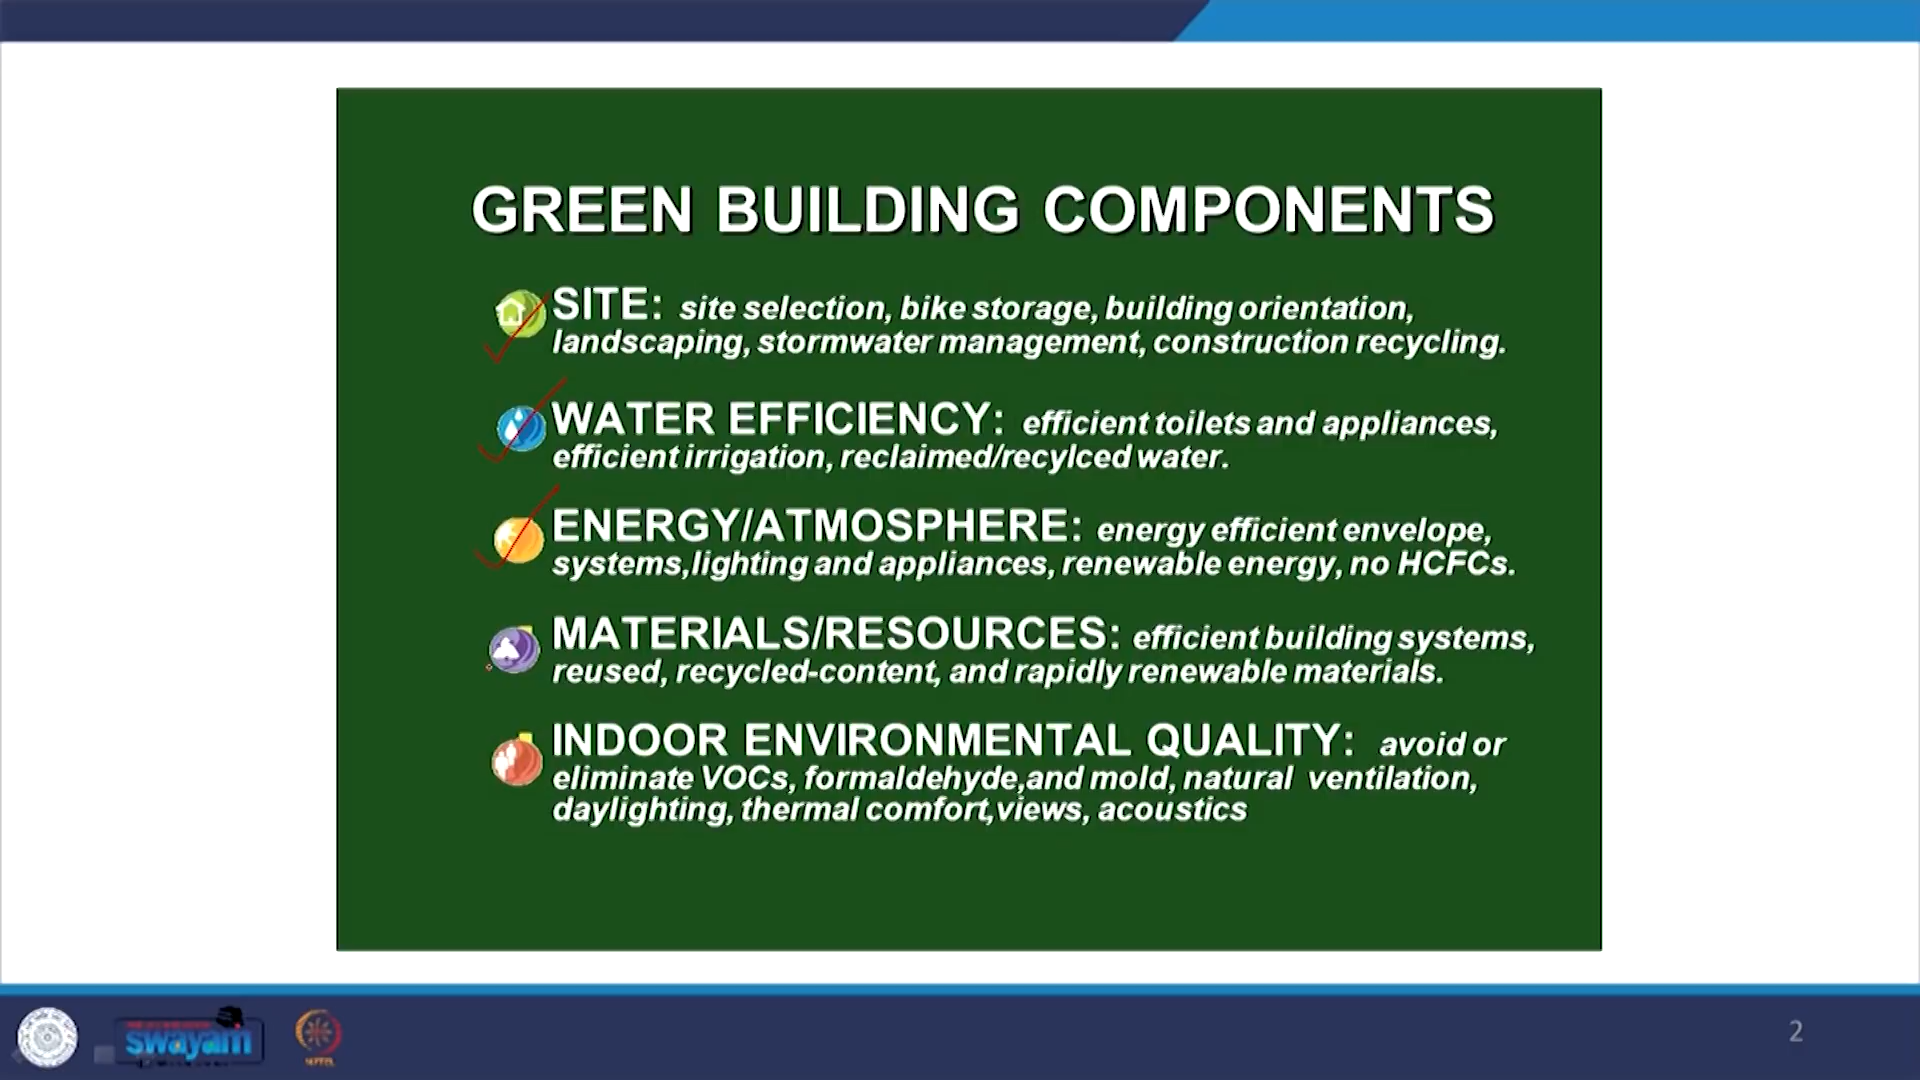 GREEN BUILDING COMPONENTS
SITE: site selection, bike storage, building orientation,
landscaping, stormwater management, construction recycling.
WATER EFFICIENCY: efficient toilets and appliances,
efficient irrigation, reclaimed/recylced water.
ENERGY/ATMOSPHERE: energy efficient envelope,
systems,lighting and appliances, renewable energy, no HCFCs.
MATERIALS/RESOURCES: efficient building systems,
reused, recycled-content, and rapidly renewable materials.
INDOOR ENVIRONMENTAL QUALITY: avoid or
eliminate VOCs, formaldehyde,and mold, natural ventilation,
daylighting, thermal comfort,views, acoustics
swayam
2